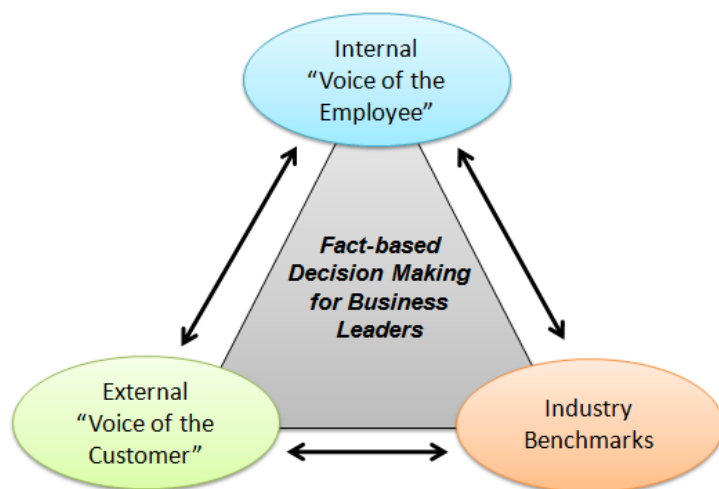 Internal
“Voice of the
Employee”
Fact-based
Decision Making
for Business
Leaders
External
“Voice of the
Customer”
Industry
Benchmarks